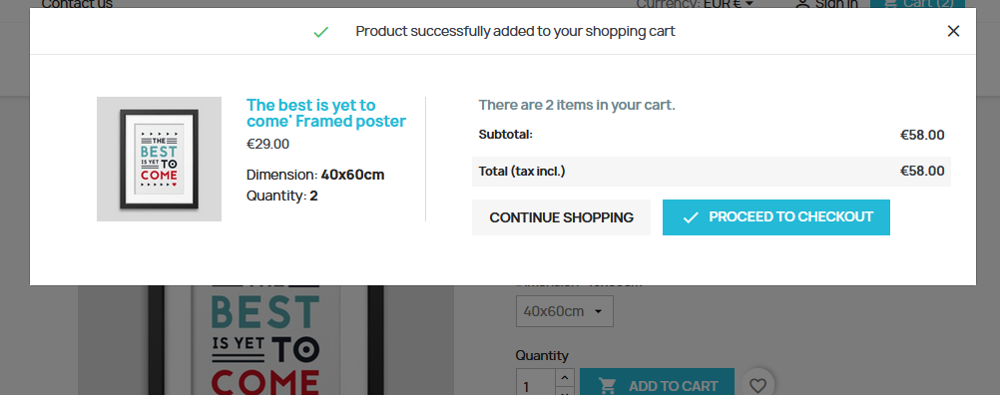 Contact us
Currency: EUR €
Sign in
Cart (2)
Product successfully added to your shopping cart
The best is yet to
come' Framed poster
€29.00
Dimension: 40x60cm
Quantity: 2
THE
BEST
IS YET TO
COME
There are 2 items in your cart.
Subtotal: €58.00
Total (tax incl.) €58.00
CONTINUE SHOPPING
PROCEED TO CHECKOUT
BEST
IS YET TO
COME
40x60cm
Quantity
1
ADD TO CART